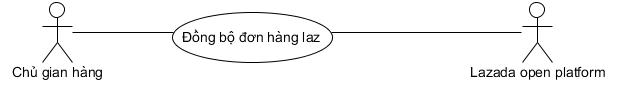 Đồng bộ đơn hàng laz
Chủ gian hàng
Lazada open platform